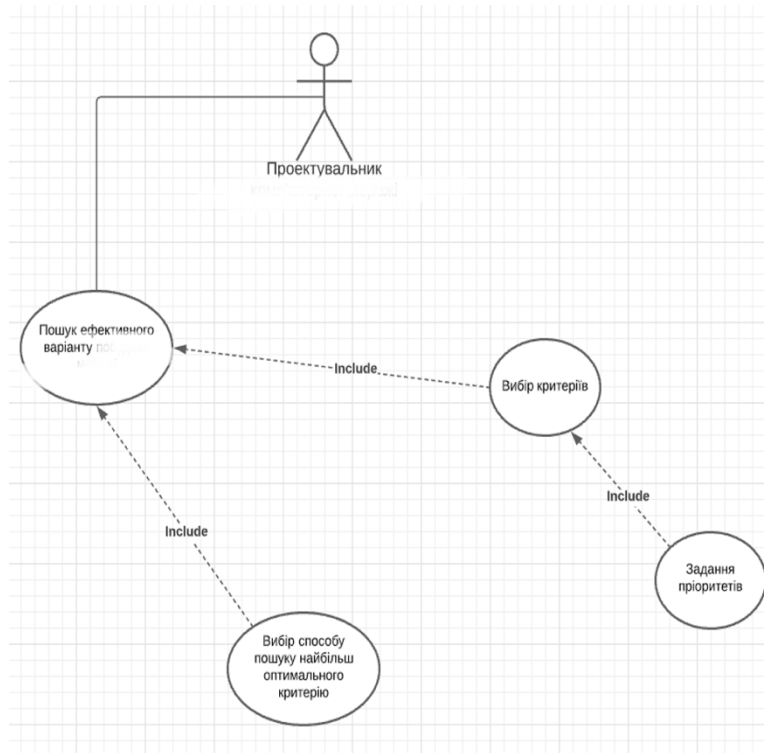 Проектувальник
Пошук ефективного
варіанту
Include
Вибір критеріїв
Include
Задання
пріоритетів
Include
Вибір способу
пошуку найбільш
оптимального
критерію